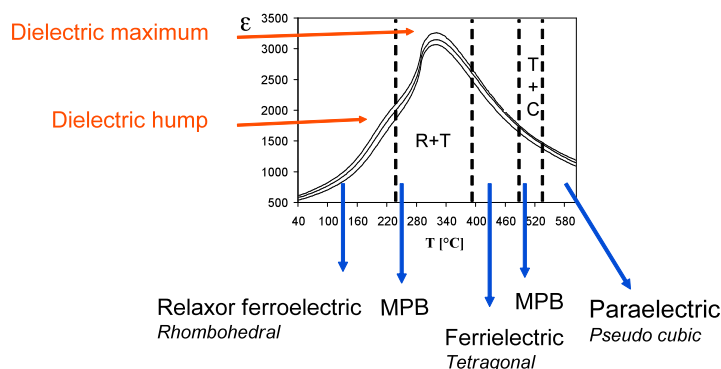 Dielectric maximum
Dielectric hump
ε
3500
3000
2500
2000
1500
1000
500
R+T
T
+
C
40 100 160 220 280 340 400 460 520 580
T [°C]
Relaxor ferroelectric
Rhombohedral
MPB
Ferrielectric
Tetragonal
MPB
Paraelectric
Pseudo cubic